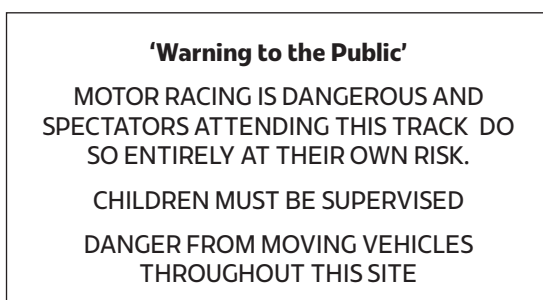 ‘Warning to the Public’
MOTOR RACING IS DANGEROUS AND
SPECTATORS ATTENDING THIS TRACK DO
SO ENTIRELY AT THEIR OWN RISK.
CHILDREN MUST BE SUPERVISED
DANGER FROM MOVING VEHICLES
THROUGHOUT THIS SITE